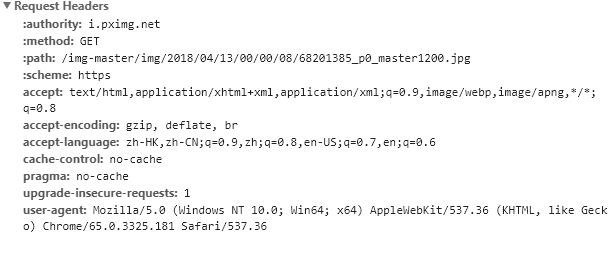 ▼ Request Headers
:authority: i.pximg.net
:method: GET
:path: /img-master/img/2018/04/13/00/00/08/68201385_p0_master1200.jpg
:scheme: https
accept: text/html,application/xhtml+xml,application/xml;q=0.9,image/webp,image/apng,*/*;
q=0.8
accept-encoding: gzip, deflate, br
accept-language: zh-HK,zh-CN;q=0.9,zh;q=0.8,en-US;q=0.7,en;q=0.6
cache-control: no-cache
pragma: no-cache
upgrade-insecure-requests: 1
user-agent: Mozilla/5.0 (Windows NT 10.0; Win64; x64) AppleWebKit/537.36 (KHTML, like Geck
o) Chrome/65.0.3325.181 Safari/537.36